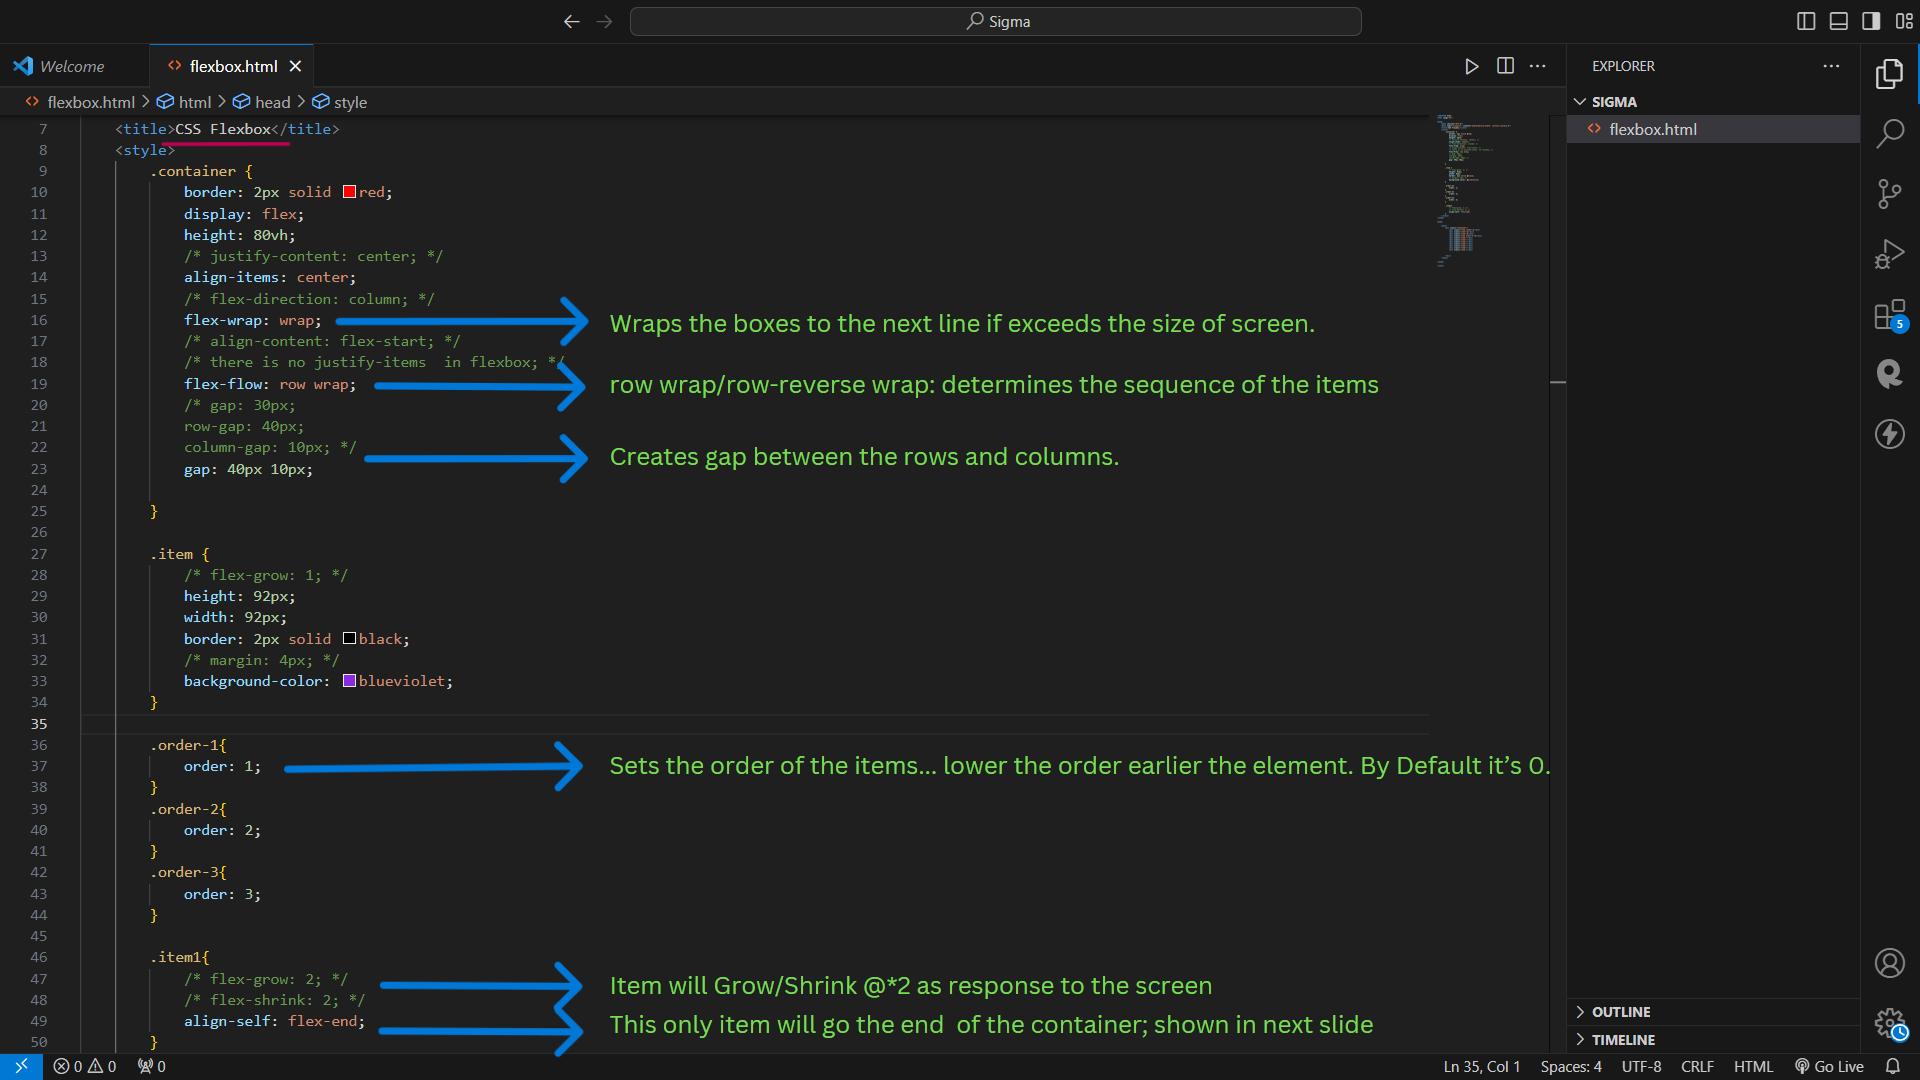 Sigma
Welcome
flexbox.html
EXPLORER
flexbox.html > html > head > style
SIGMA
flexbox.html
7 <title>CSS Flexbox</title>
8 <style>
9 .container {
10 border: 2px solid red;
11 display: flex;
12 height: 80vh;
13 /* justify-content: center; */
14 align-items: center;
15 /* flex-direction: column; */
16 flex-wrap: wrap;
Wraps the boxes to the next line if exceeds the size of screen.
17 /* align-content: flex-start; */
18 /* there is no justify-items  in flexbox; */
19 flex-flow: row wrap;
row wrap/row-reverse wrap: determines the sequence of the items
20 /* gap: 30px;
21 row-gap: 40px;
22 column-gap: 10px; */
Creates gap between the rows and columns.
23 gap: 40px 10px;
24
25 }
26
27 .item {
28 /* flex-grow: 1; */
29 height: 92px;
30 width: 92px;
31 border: 2px solid black;
32 /* margin: 4px; */
33 background-color: blueviolet;
34 }
35
36 .order-1{
37 order: 1;
Sets the order of the items... lower the order earlier the element. By Default it's 0.
38 }
39 .order-2{
40 order: 2;
41 }
42 .order-3{
43 order: 3;
44 }
45
46 .item1{
47 /* flex-grow: 2; */
Item will Grow/Shrink @*2 as response to the screen
48 /* flex-shrink: 2; */
49 align-self: flex-end;
This only item will go the end  of the container; shown in next slide
50 }
5
OUTLINE
TIMELINE
0 0 0
Ln 35, Col 1 Spaces: 4 UTF-8 CRLF HTML Go Live